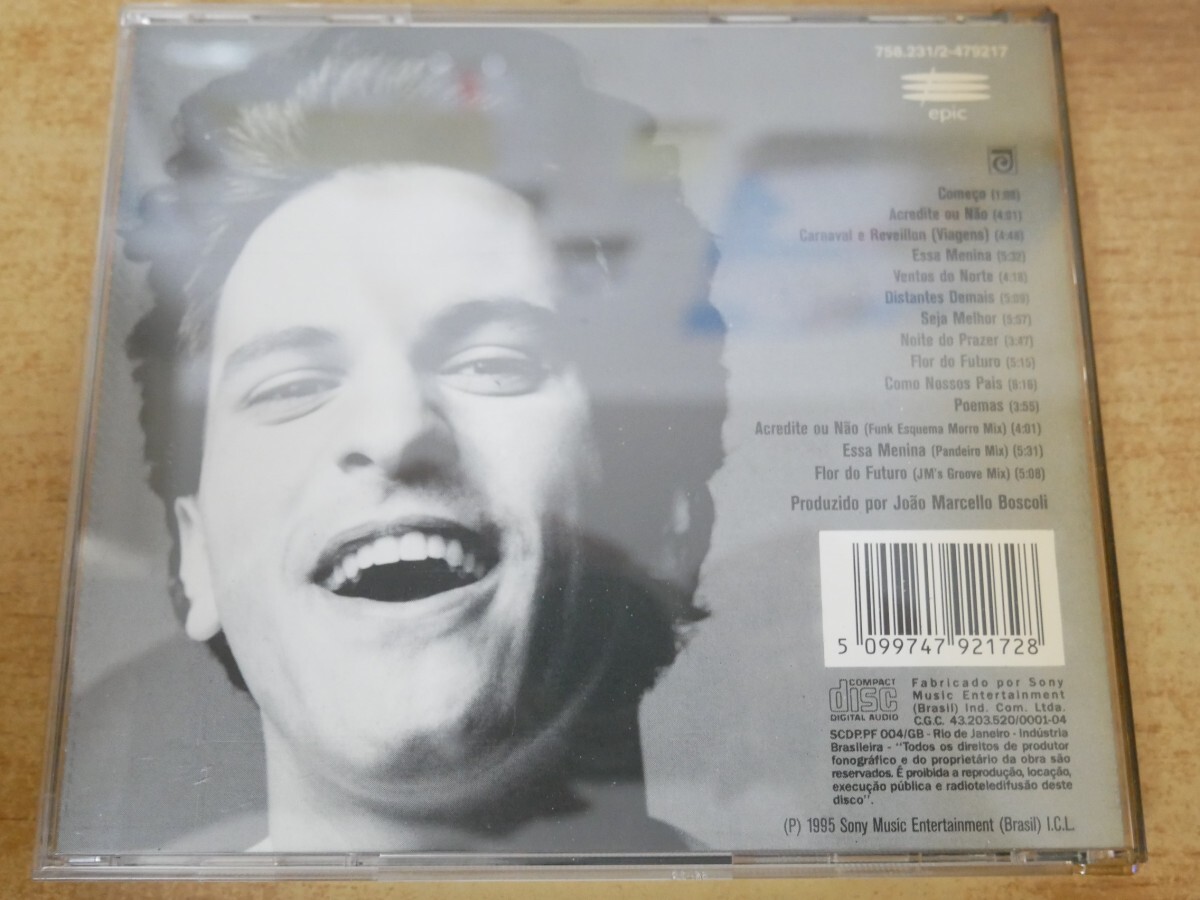 758.231/2-479217
epic
Começo (1:06)
Acredite ou Não (4:01)
Carnaval e Reveillon (Viagens) (4:46)
Essa Menina (5:32)
Ventos do Norte (4:18)
Distantes Demais
Seja Melhor (5:57)
Noite do Prazer (3:47)
Flor do Futuro (5:15)
Como Nossos Pais (6:16)
Poemas (3:55)
Acredite ou Não (Funk Esquema Morro Mix) (4:01)
Essa Menina (Pandeiro Mix) (5:31)
Flor do Futuro (JM's Groove Mix) (5:08)
Produzido por João Marcello Boscoli
5 099747 921728
COMPACT
disc
DIGITAL AUDIO
Fabricado por Sony
Music Entertainment
(Brasil) Ind. Com. Ltda.
C.G.C. 43.203.520/0001-04
SCDP.PF 004/GB - Rio de Janeiro - Indústria
Brasileira - "Todos os direitos de produtor
fonográfico e do proprietário da obra são
reservados. É proibida a reprodução, locação,
execução pública e radioteledifusão deste
disco".
(P) 1995 Sony Music Entertainment (Brasil) I.C.L.